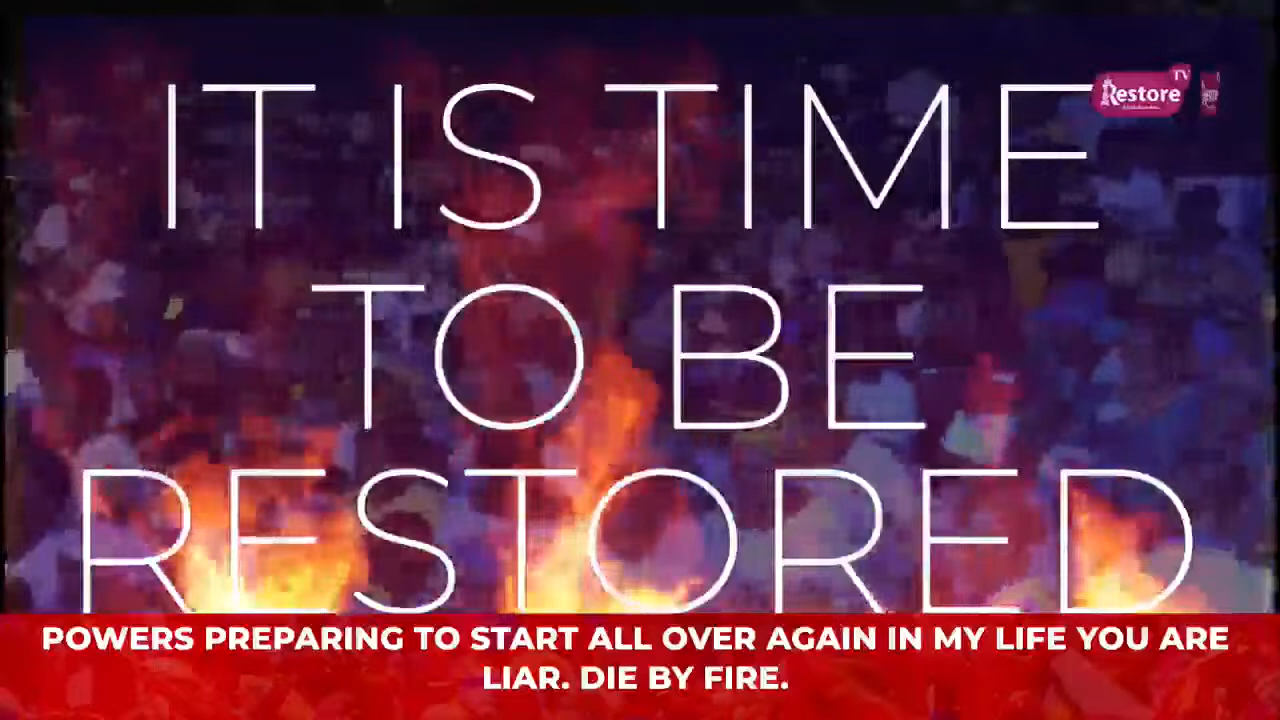 IT IS TIME
TV
Restore
TO BE
RESTORED
POWERS PREPARING TO START ALL OVER AGAIN IN MY LIFE YOU ARE
LIAR. DIE BY FIRE.